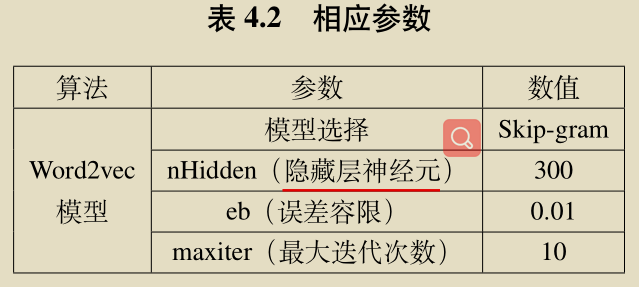 表 4.2 相应参数
算法 参数 数值
Word2vec 模型
模型选择 Skip-gram
nHidden（隐藏层神经元） 300
eb（误差容限） 0.01
maxiter（最大迭代次数） 10